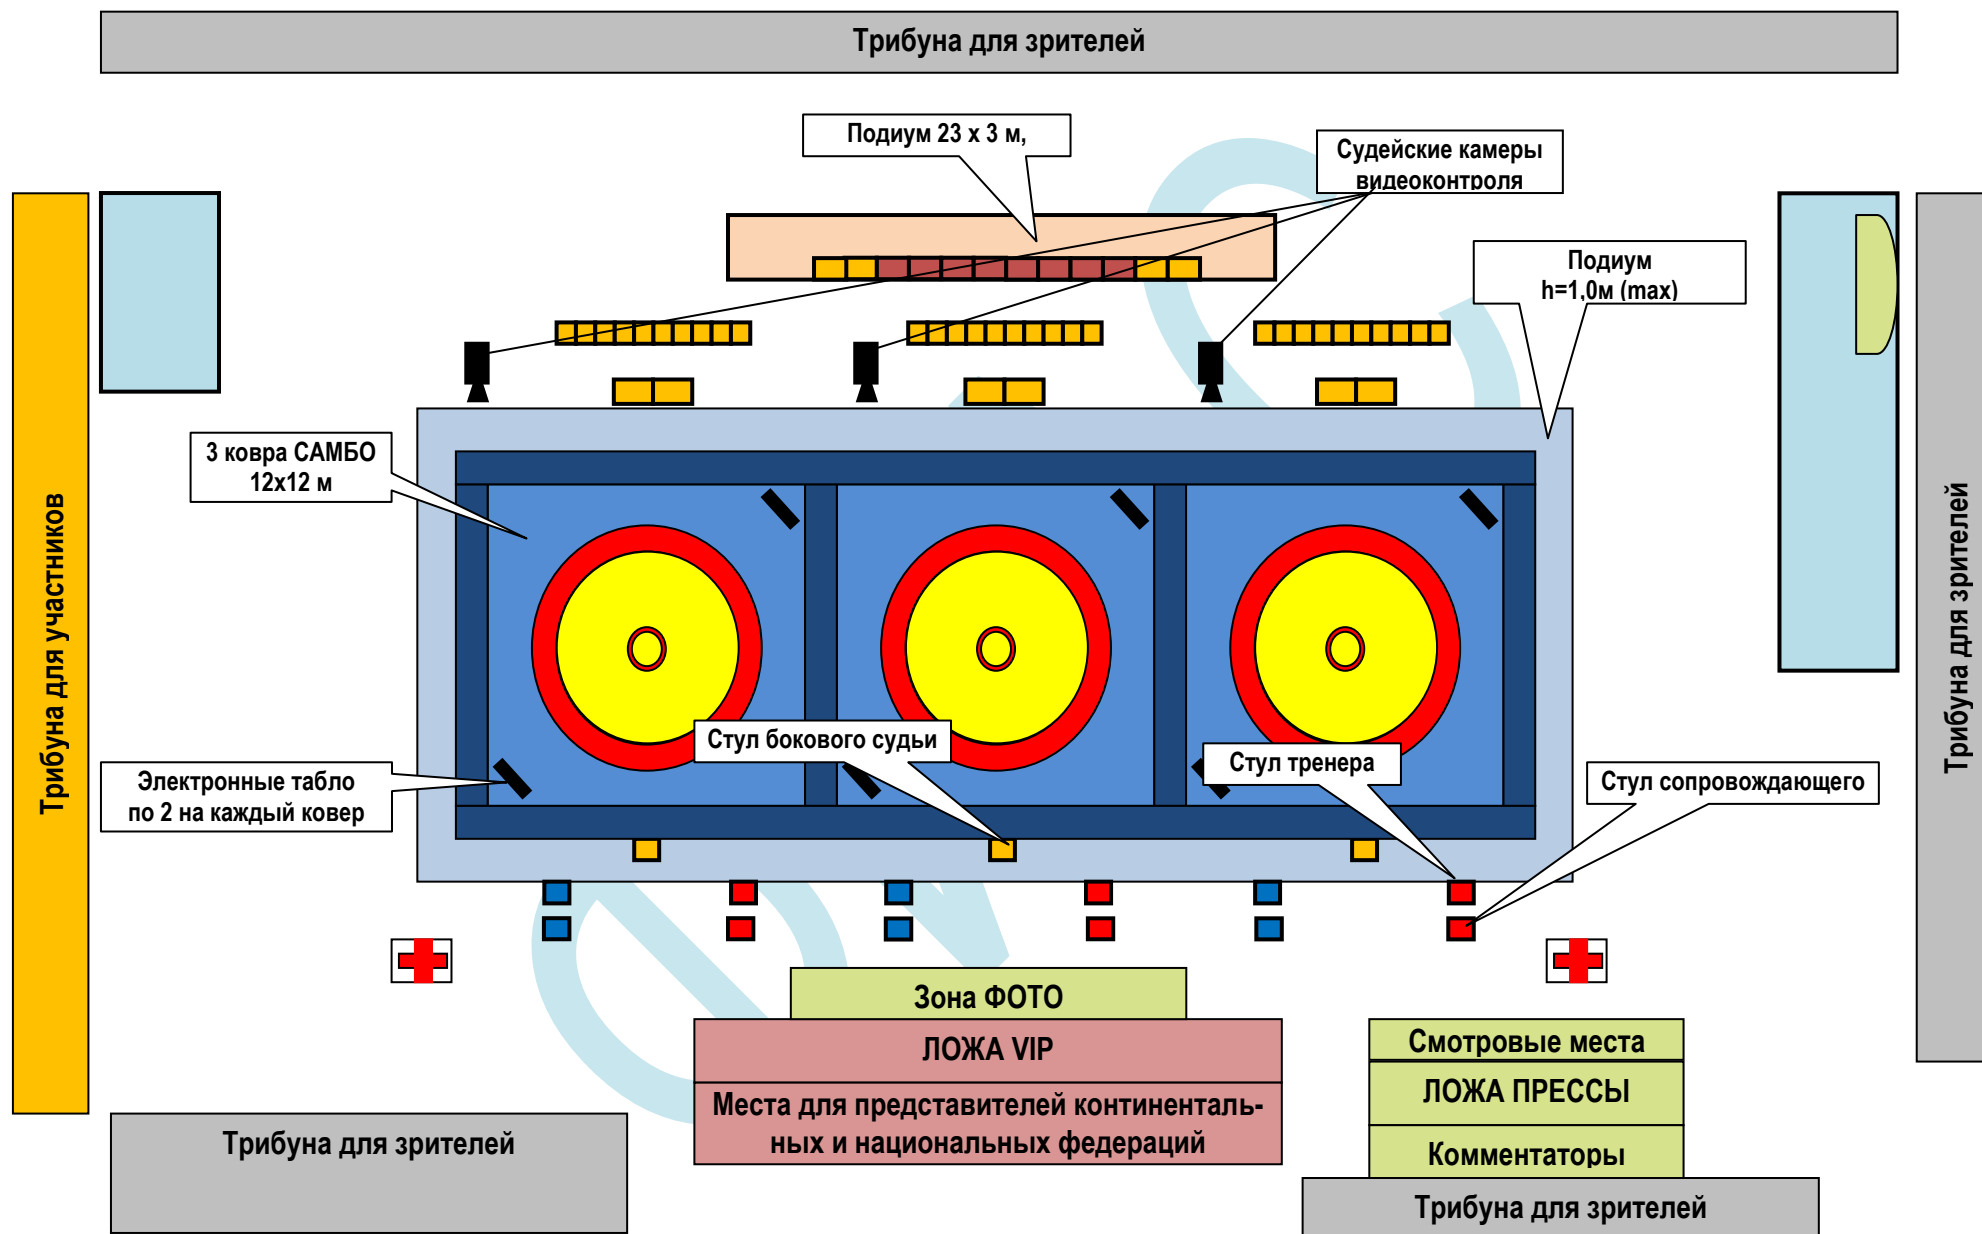 Трибуна для зрителей
Подиум 23 х 3 м,
Судейские камеры
видеоконтроля
Подиум
h=1,0м (max)
3 ковра САМБО
12х12 м
Трибуна для участников
Трибуна для зрителей
Стул бокового судьи
Стул тренера
Электронные табло
по 2 на каждый ковер
Стул сопровождающего
Зона ФОТО
ЛОЖА VIP
Места для представителей континенталь-
ных и национальных федераций
Смотровые места
ЛОЖА ПРЕССЫ
Комментаторы
Трибуна для зрителей
Трибуна для зрителей